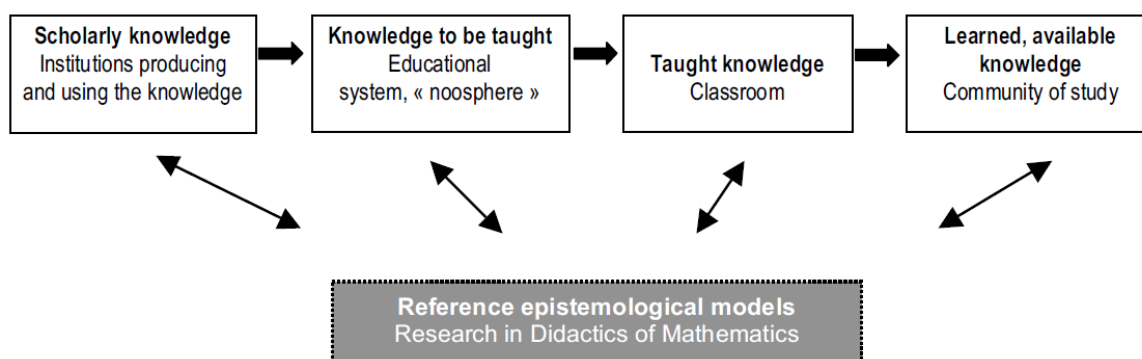 Scholarly knowledge
Institutions producing
and using the knowledge
Knowledge to be taught
Educational
system, « noosphere »
Taught knowledge
Classroom
Learned, available
knowledge
Community of study
Reference epistemological models
Research in Didactics of Mathematics